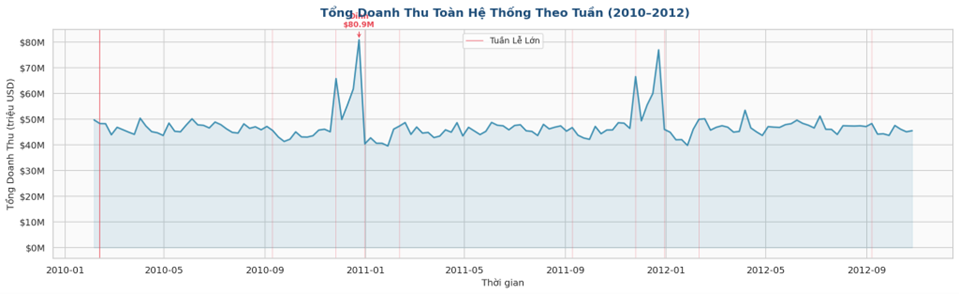 Tổng Doanh Thu Toàn Hệ Thống Theo Tuần (2010–2012)
$80.9M
Tuần Lễ Lớn
Tổng Doanh Thu (triệu USD)
$80M
$70M
$60M
$50M
$40M
$30M
$20M
$10M
$0M
2010-01 2010-05 2010-09 2011-01 2011-05 2011-09 2012-01 2012-05 2012-09
Thời gian